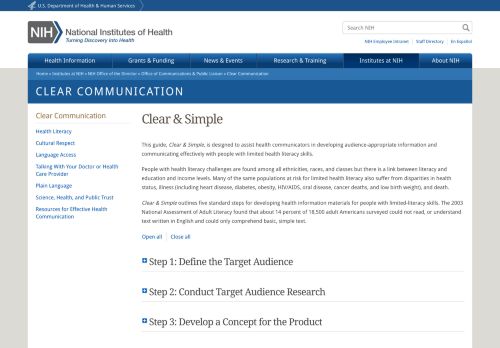 U.S. Department of Health & Human Services
NIH National Institutes of Health
Turning Discovery Into Health
Search NIH
NIH Employee Intranet | Staff Directory | En Español
Health Information
Grants & Funding
News & Events
Research & Training
Institutes at NIH
About NIH
Home » Institutes at NIH » NIH Office of the Director » Office of Communications & Public Liaison » Clear Communication
CLEAR COMMUNICATION
Clear Communication
Health Literacy
Cultural Respect
Language Access
Talking With Your Doctor or Health
Care Provider
Plain Language
Science, Health, and Public Trust
Resources for Effective Health
Communication
Clear & Simple
This guide, Clear & Simple, is designed to assist health communicators in developing audience-appropriate information and
communicating effectively with people with limited health literacy skills.
People with health literacy challenges are found among all ethnicities, races, and classes but there is a link between literacy and
education and income levels. Many of the same populations at risk for limited health literacy also suffer from disparities in health
status, illness (including heart disease, diabetes, obesity, HIV/AIDS, oral disease, cancer deaths, and low birth weight), and death.
Clear & Simple outlines five standard steps for developing health information materials for people with limited-literacy skills. The 2003
National Assessment of Adult Literacy found that about 14 percent of 18,500 adult Americans surveyed could not read, or understand
text written in English and could only comprehend basic, simple text.
Open all | Close all
Step 1: Define the Target Audience
Step 2: Conduct Target Audience Research
Step 3: Develop a Concept for the Product